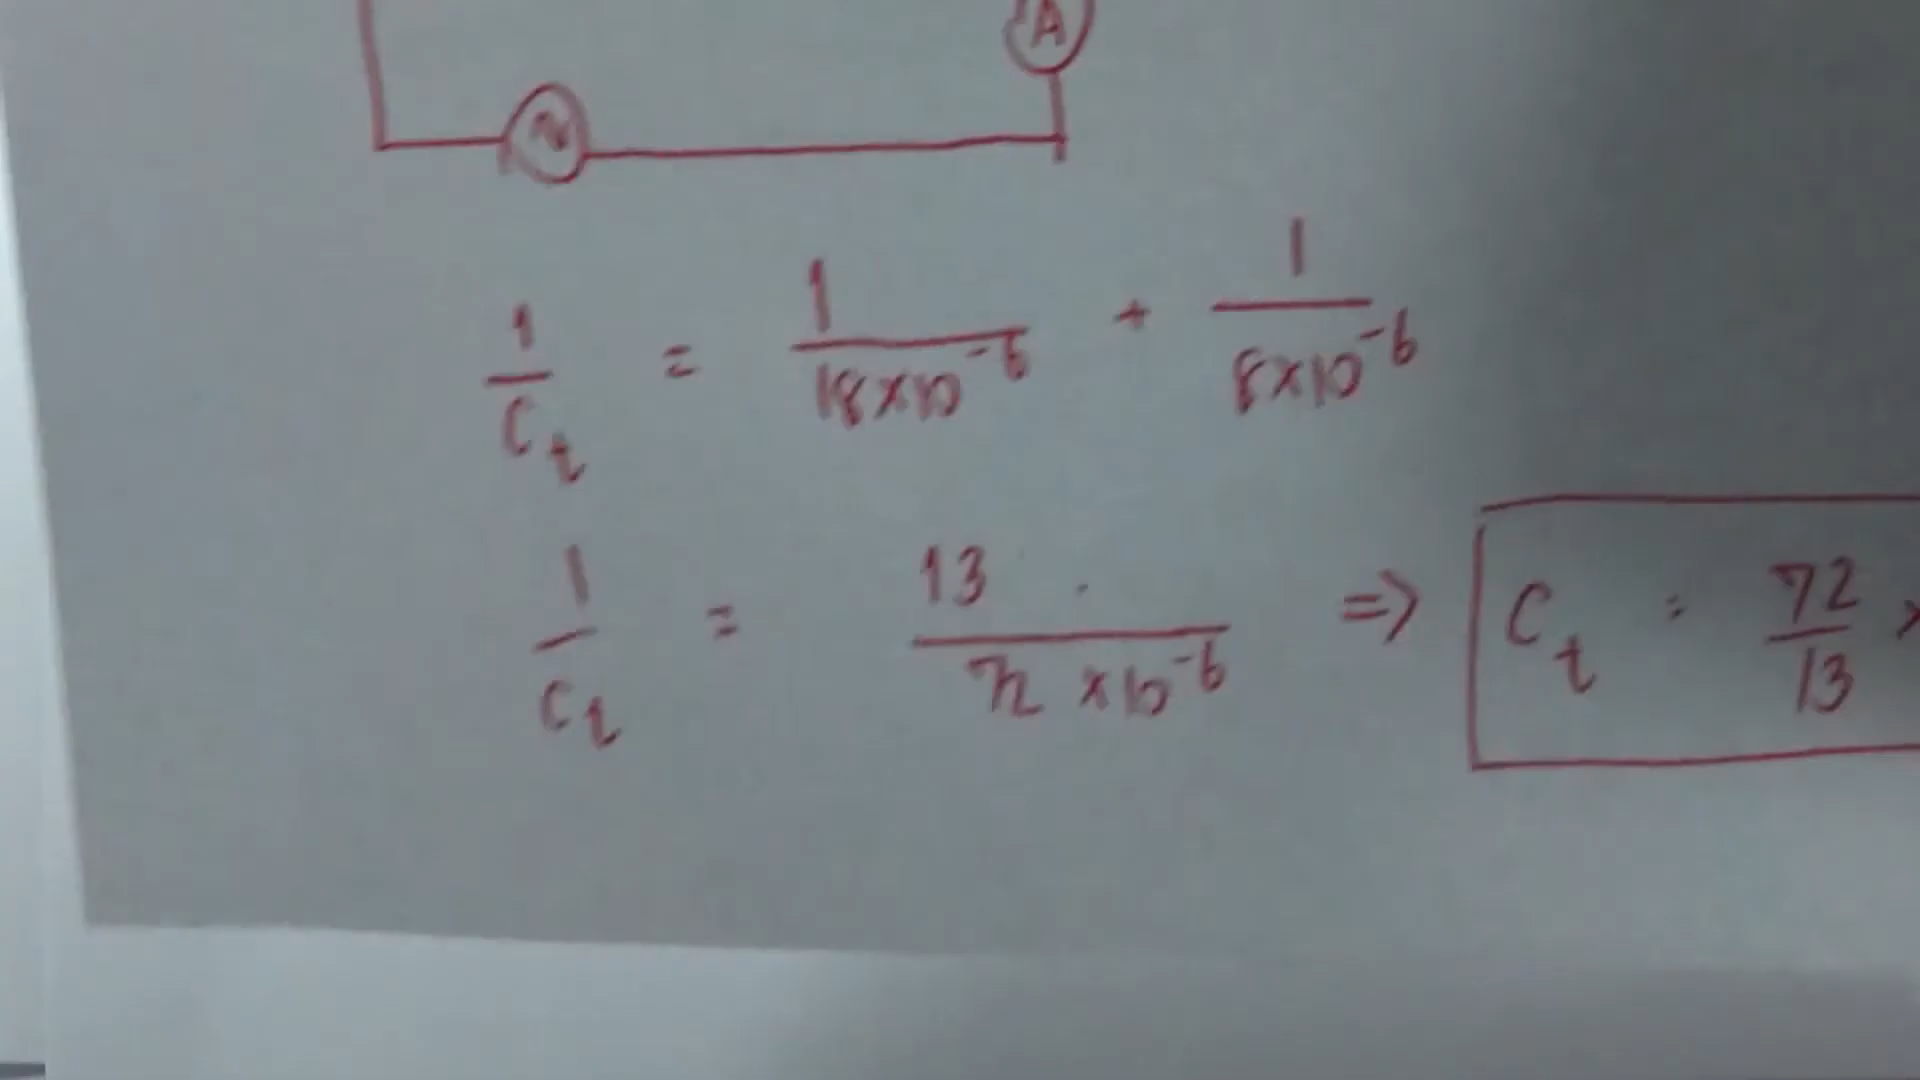 A
~
1/C_t = 1/18×10^-6 + 1/8×10^-6
1/C_t = 13/72×10^-6 => C_t = 72/13 ×